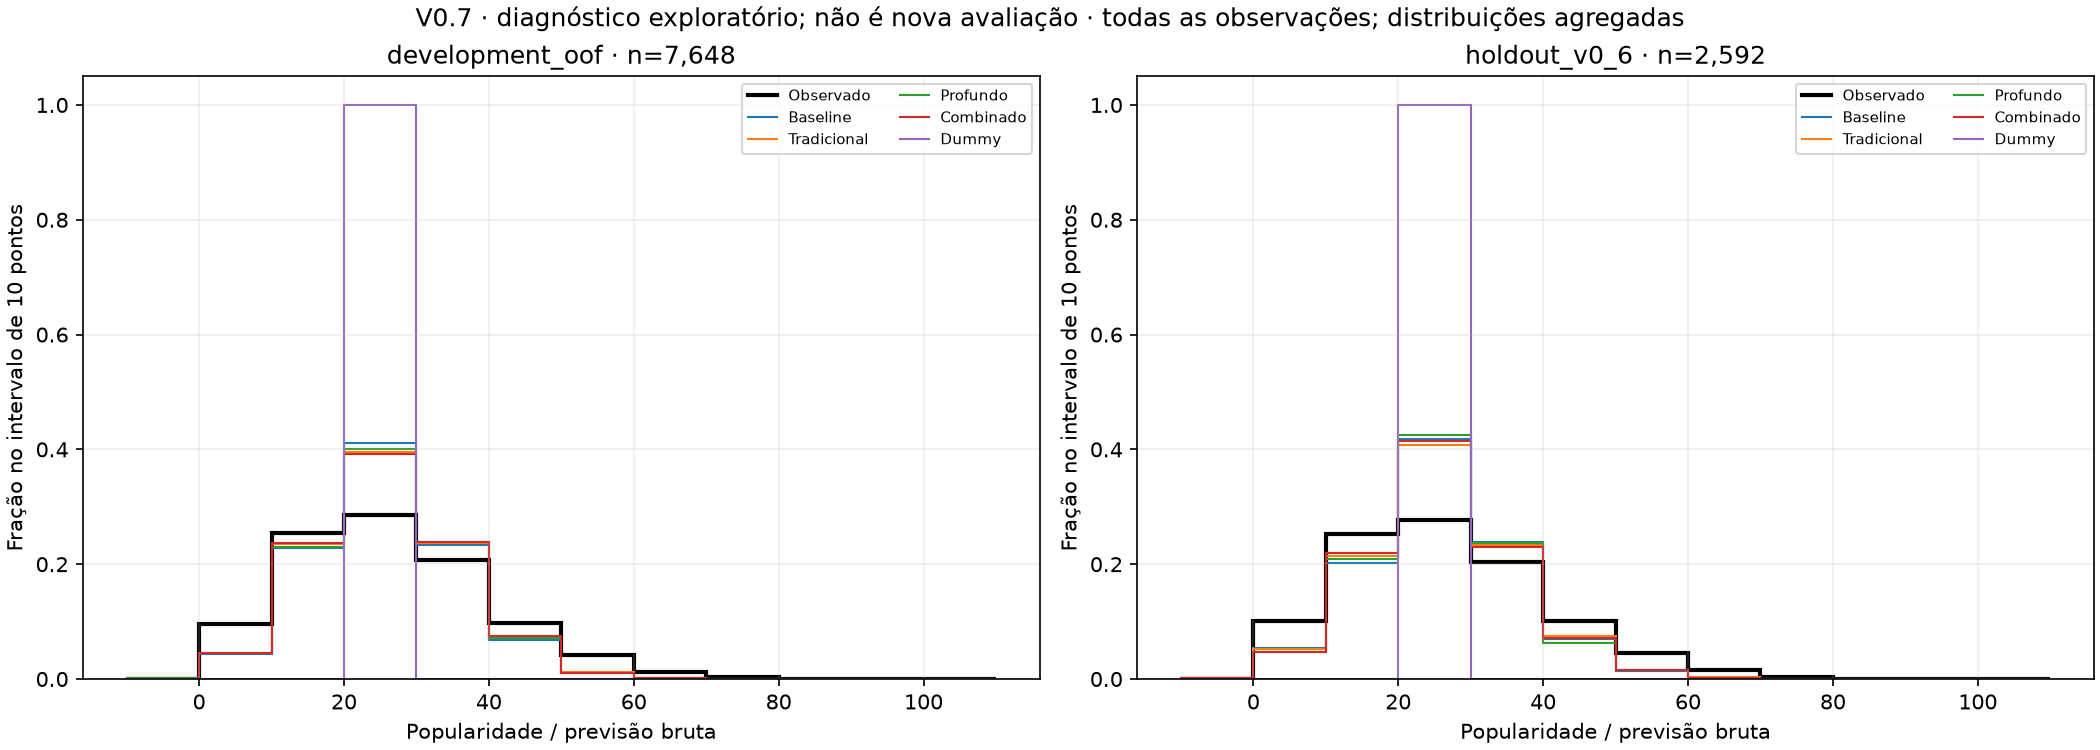 V0.7 · diagnóstico exploratório; não é nova avaliação · todas as observações; distribuições agregadas
development_oof · n=7,648
Fração no intervalo de 10 pontos
1.0
0.8
0.6
0.4
0.2
0.0
Observado
Baseline
Tradicional
Profundo
Combinado
Dummy
0 20 40 60 80 100
Popularidade / previsão bruta
holdout_v0_6 · n=2,592
Fração no intervalo de 10 pontos
1.0
0.8
0.6
0.4
0.2
0.0
Observado
Baseline
Tradicional
Profundo
Combinado
Dummy
0 20 40 60 80 100
Popularidade / previsão bruta